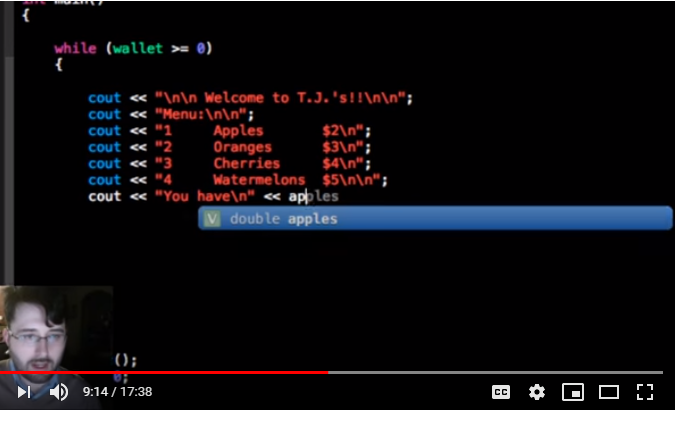 int main()
{
while (wallet >= 0)
{
cout << "\n\n Welcome to T.J.'s!!\n\n";
cout << "Menu:\n\n";
cout << "1 Apples $2\n";
cout << "2 Oranges $3\n";
cout << "3 Cherries $4\n";
cout << "4 Watermelons $5\n\n";
cout << "You have\n" << apples
V double apples
();
0;
9:14 / 17:38
CC